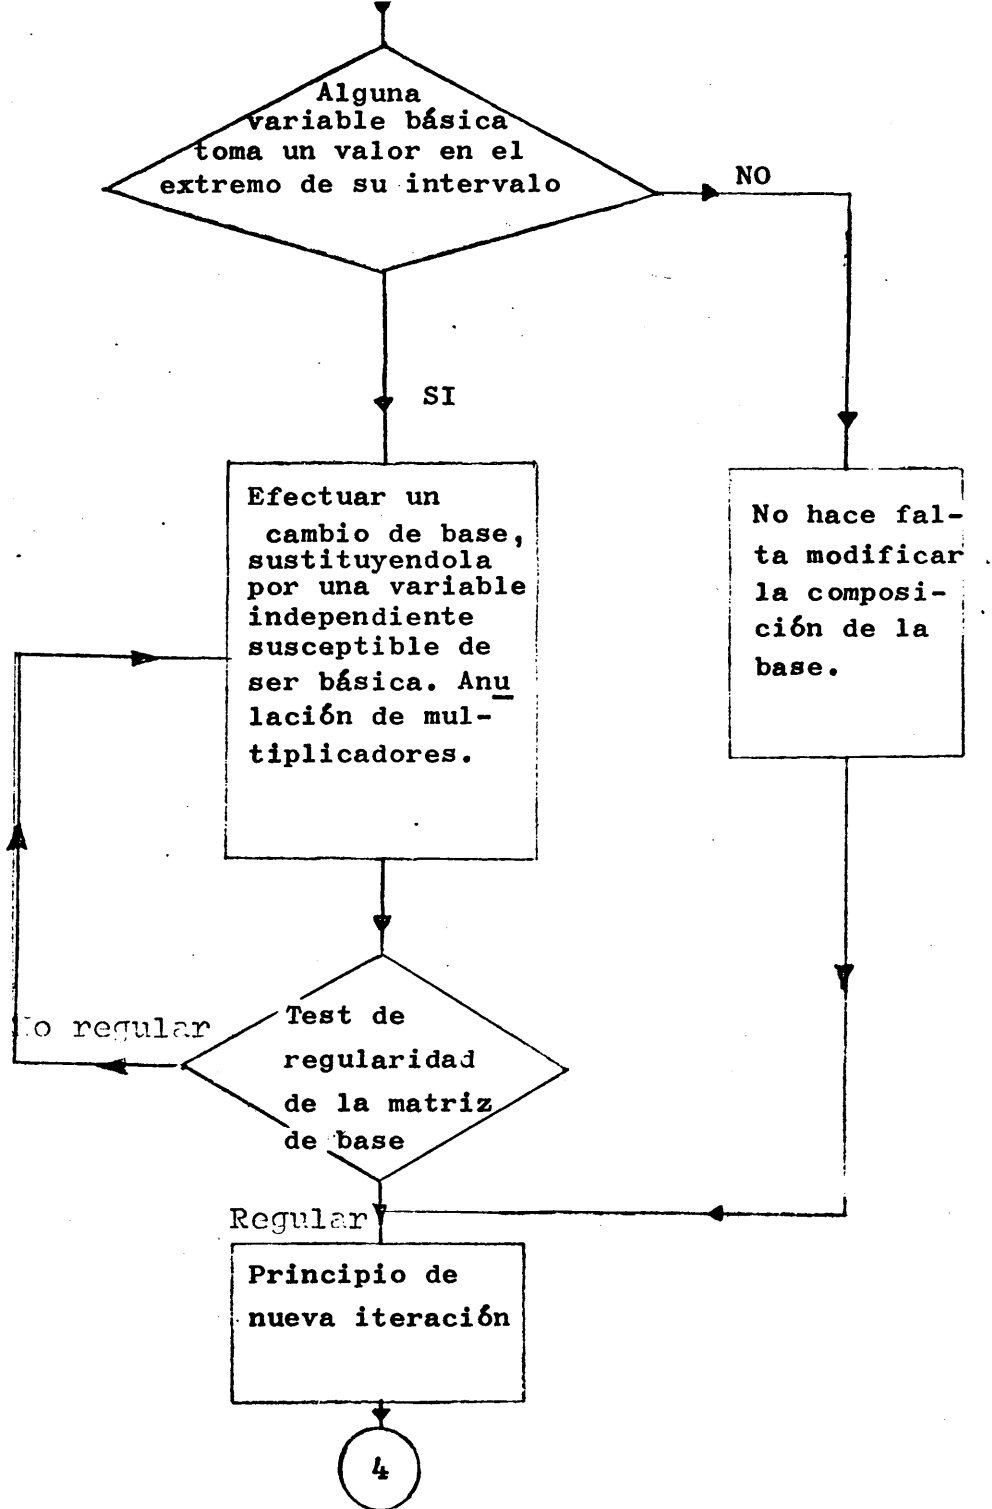 Alguna
variable básica
toma un valor en el
extremo de su intervalo
NO
SI
Efectuar un
cambio de base,
sustituyendola
por una variable
independiente
susceptible de
ser básica. Anu
lación de mul-
tiplicadores.
No hace fal-
ta modificar
la composi-
ción de la
base.
o regular
Test de
regularidad
de la matriz
de base
Regular
Principio de
nueva iteración
4